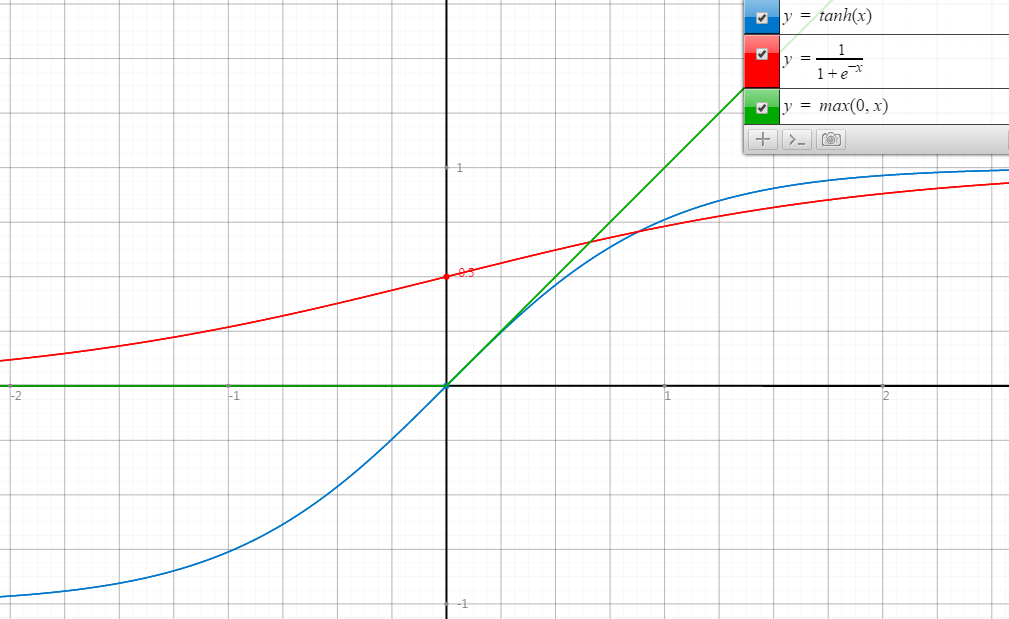 y = tanh(x)
y = 1 / 1+e^-x
y = max(0, x)
>_
1
0.5
-2 -1 1 2
-1